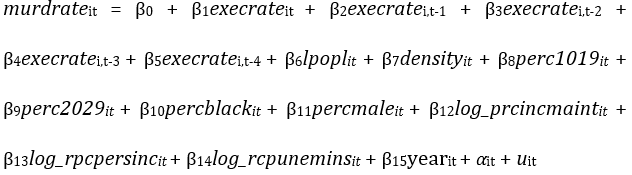 murdrateit = β0 + β1execrateit + β2execratei,t-1 + β3execratei,t-2 +
β4execratei,t-3 + β5execratei,t-4 + β6lpoplit + β7densityit + β8perc1019it +
β9perc2029it + β10percblackit + β11percmaleit + β12log_prcincmaintit +
β13log_rpcpersincit + β14log_rcpuneminsit + β15yearit + αit + uit